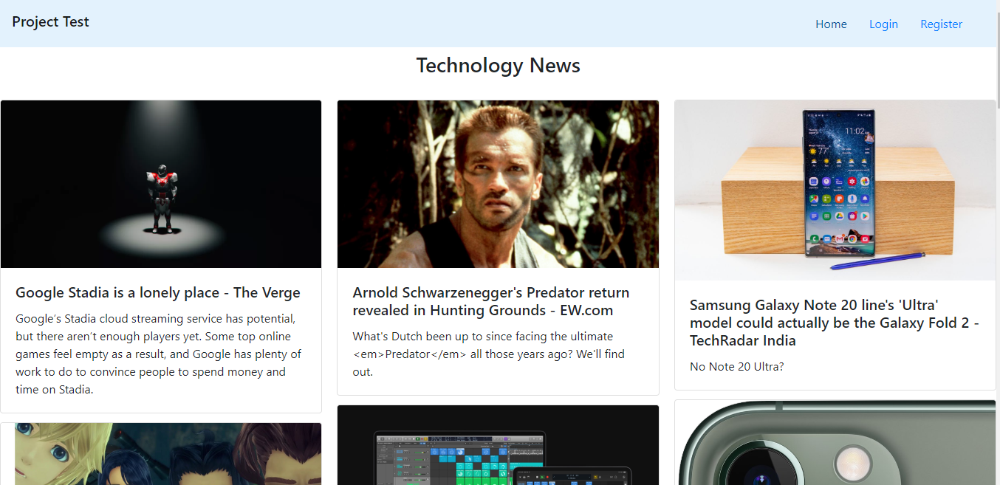 Project Test
Home
Login
Register
Technology News
11:02
77°
Google Stadia is a lonely place - The Verge
Google’s Stadia cloud streaming service has potential,
but there aren’t enough players yet. Some top online
games feel empty as a result, and Google has plenty of
work to do to convince people to spend money and
time on Stadia.
Arnold Schwarzenegger's Predator return
revealed in Hunting Grounds - EW.com
What's Dutch been up to since facing the ultimate
<em>Predator</em> all those years ago? We'll find
out.
Samsung Galaxy Note 20 line's 'Ultra'
model could actually be the Galaxy Fold 2 -
TechRadar India
No Note 20 Ultra?